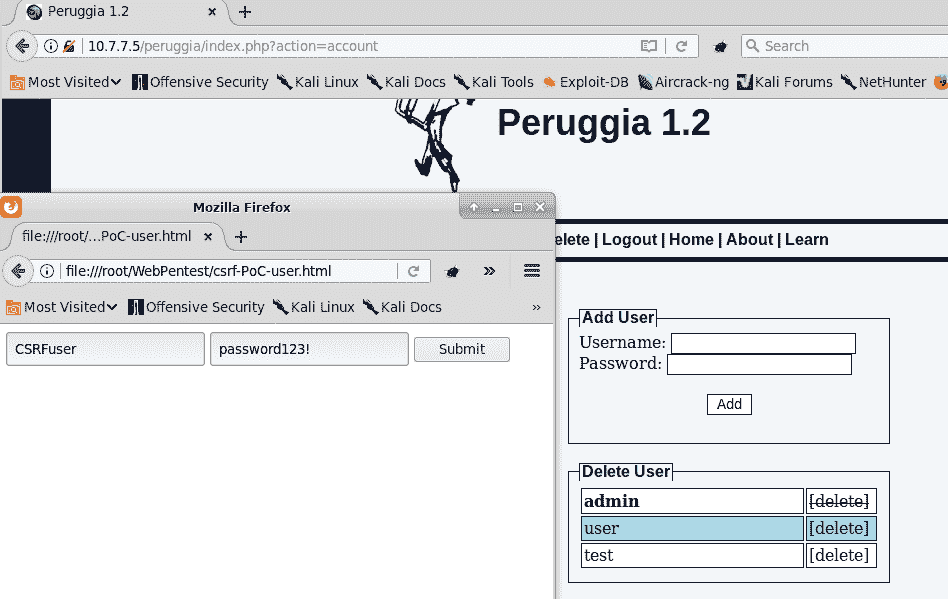 Peruggia 1.2
10.7.7.5/peruggia/index.php?action=account
Search
Most Visited
Offensive Security
Kali Linux
Kali Docs
Kali Tools
Exploit-DB
Aircrack-ng
Kali Forums
NetHunter
Peruggia 1.2
elete | Logout | Home | About | Learn
Mozilla Firefox
file:///root/...PoC-user.html
file:///root/WebPentest/csrf-PoC-user.html
Most Visited
Offensive Security
Kali Linux
Kali Docs
CSRFuser
password123!
Submit
Add User
Username:
Password:
Add
Delete User
admin [delete]
user [delete]
test [delete]